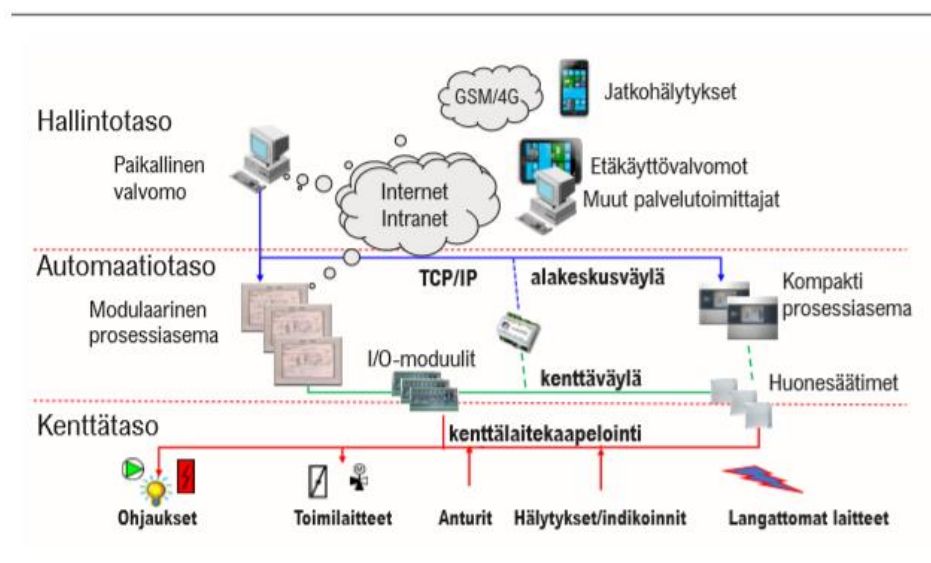 GSM/4G
Jatkohälytykset
Hallintotaso
Paikallinen
valvomo
Internet
Intranet
Etäkäyttövalvomot
Muut palvelutoimittajat
Automaatiotaso
TCP/IP
alakeskusväylä
Kompakti
prosessiasema
Modulaarinen
prosessiasema
I/O-moduulit
kenttäväylä
Huonesäätimet
Kenttätaso
kenttälaitekaapelointi
Ohjaukset
Toimilaitteet
Anturit
Hälytykset/indikoinnit
Langattomat laitteet